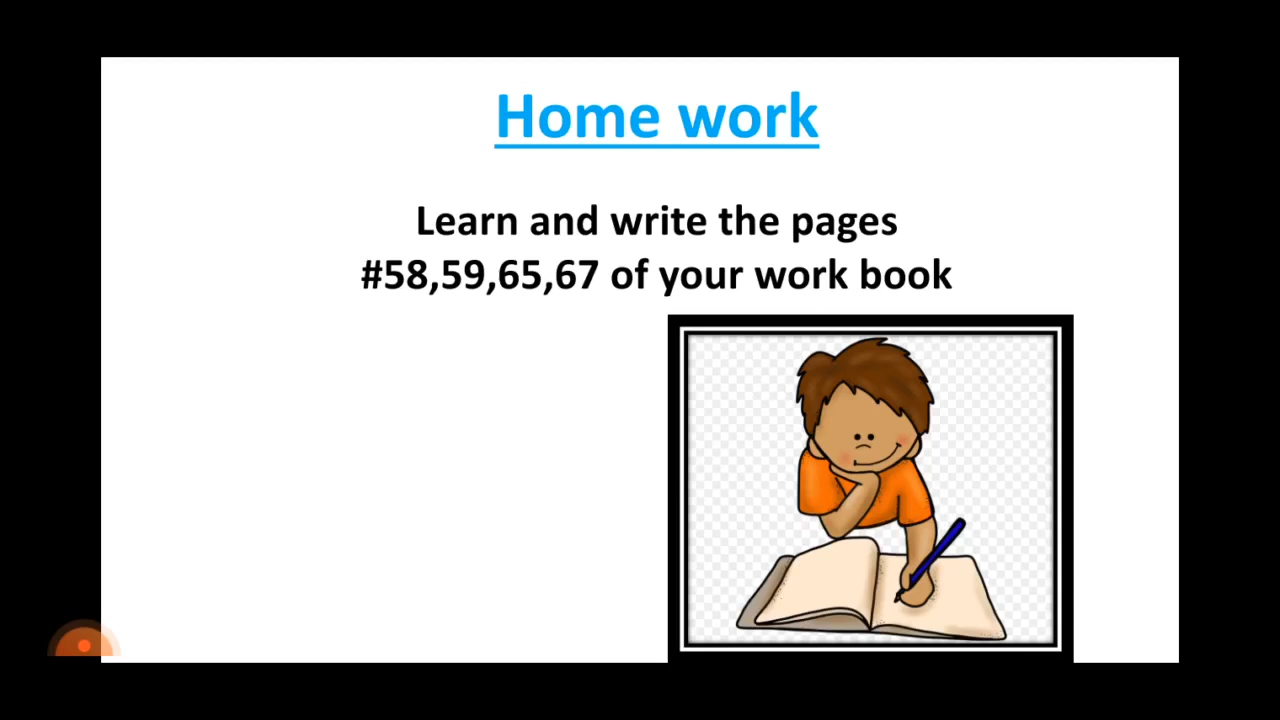 Home work
Learn and write the pages
#58,59,65,67 of your work book